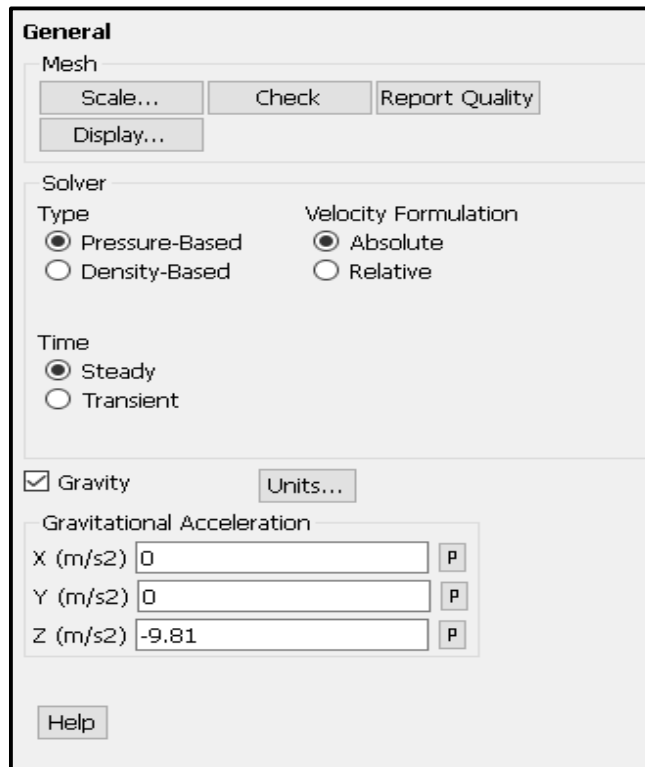 General
Mesh
Scale... Check Report Quality
Display...
Solver
Type Velocity Formulation
Pressure-Based Absolute
Density-Based Relative
Time
Steady
Transient
Gravity Units...
Gravitational Acceleration
X (m/s2) 0 P
Y (m/s2) 0 P
Z (m/s2) -9.81 P
Help